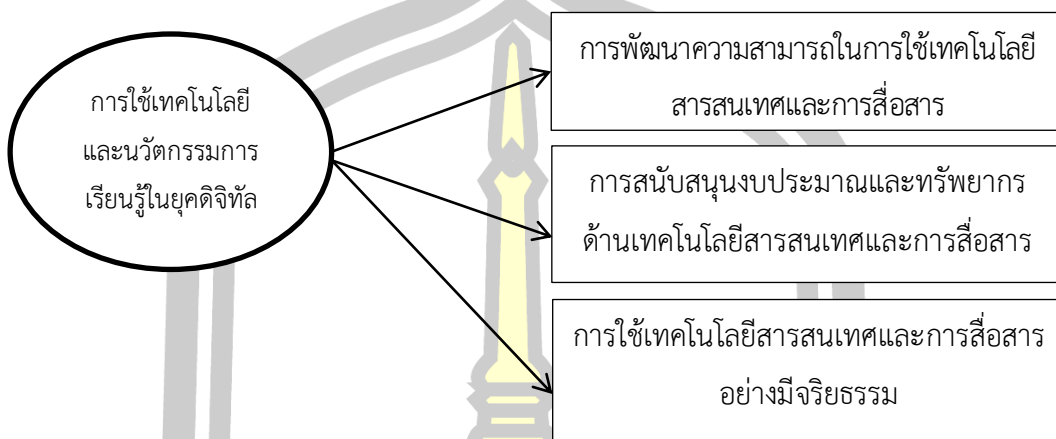 การใช้เทคโนโลยี
และนวัตกรรมการ
เรียนรู้ในยุคดิจิทัล
การพัฒนาความสามารถในการใช้เทคโนโลยี
สารสนเทศและการสื่อสาร
การสนับสนุนงบประมาณและทรัพยากร
ด้านเทคโนโลยีสารสนเทศและการสื่อสาร
การใช้เทคโนโลยีสารสนเทศและการสื่อสาร
อย่างมีจริยธรรม